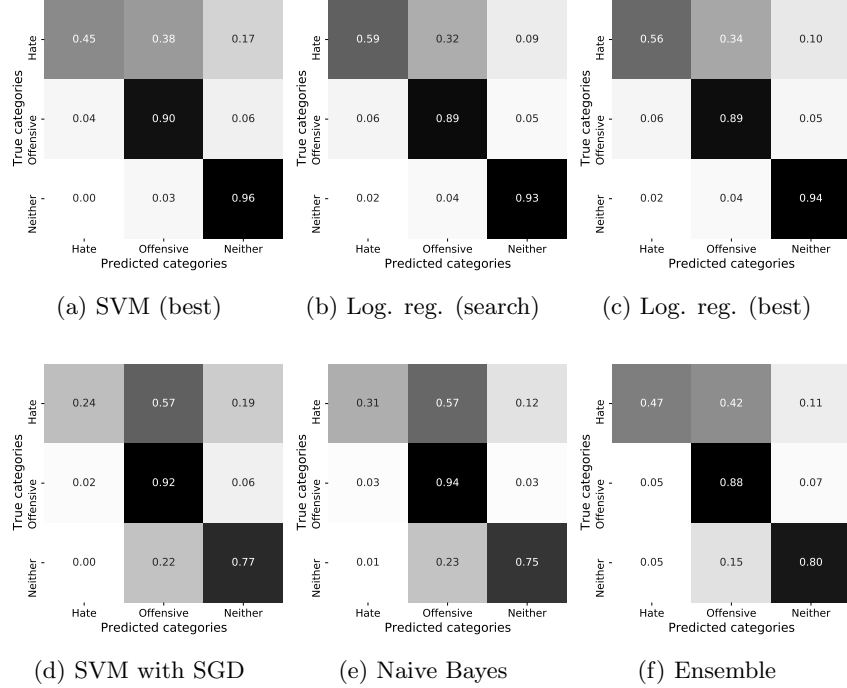 Hate 0.45 0.38 0.17
Offensive 0.04 0.90 0.06
Neither 0.00 0.03 0.96
True categories
Hate Offensive Neither
Predicted categories
(a) SVM (best)
Hate 0.59 0.32 0.09
Offensive 0.06 0.89 0.05
Neither 0.02 0.04 0.93
True categories
Hate Offensive Neither
Predicted categories
(b) Log. reg. (search)
Hate 0.56 0.34 0.10
Offensive 0.06 0.89 0.05
Neither 0.02 0.04 0.94
True categories
Hate Offensive Neither
Predicted categories
(c) Log. reg. (best)
Hate 0.24 0.57 0.19
Offensive 0.02 0.92 0.06
Neither 0.00 0.22 0.77
True categories
Hate Offensive Neither
Predicted categories
(d) SVM with SGD
Hate 0.31 0.57 0.12
Offensive 0.03 0.94 0.03
Neither 0.01 0.23 0.75
True categories
Hate Offensive Neither
Predicted categories
(e) Naive Bayes
Hate 0.47 0.42 0.11
Offensive 0.05 0.88 0.07
Neither 0.05 0.15 0.80
True categories
Hate Offensive Neither
Predicted categories
(f) Ensemble